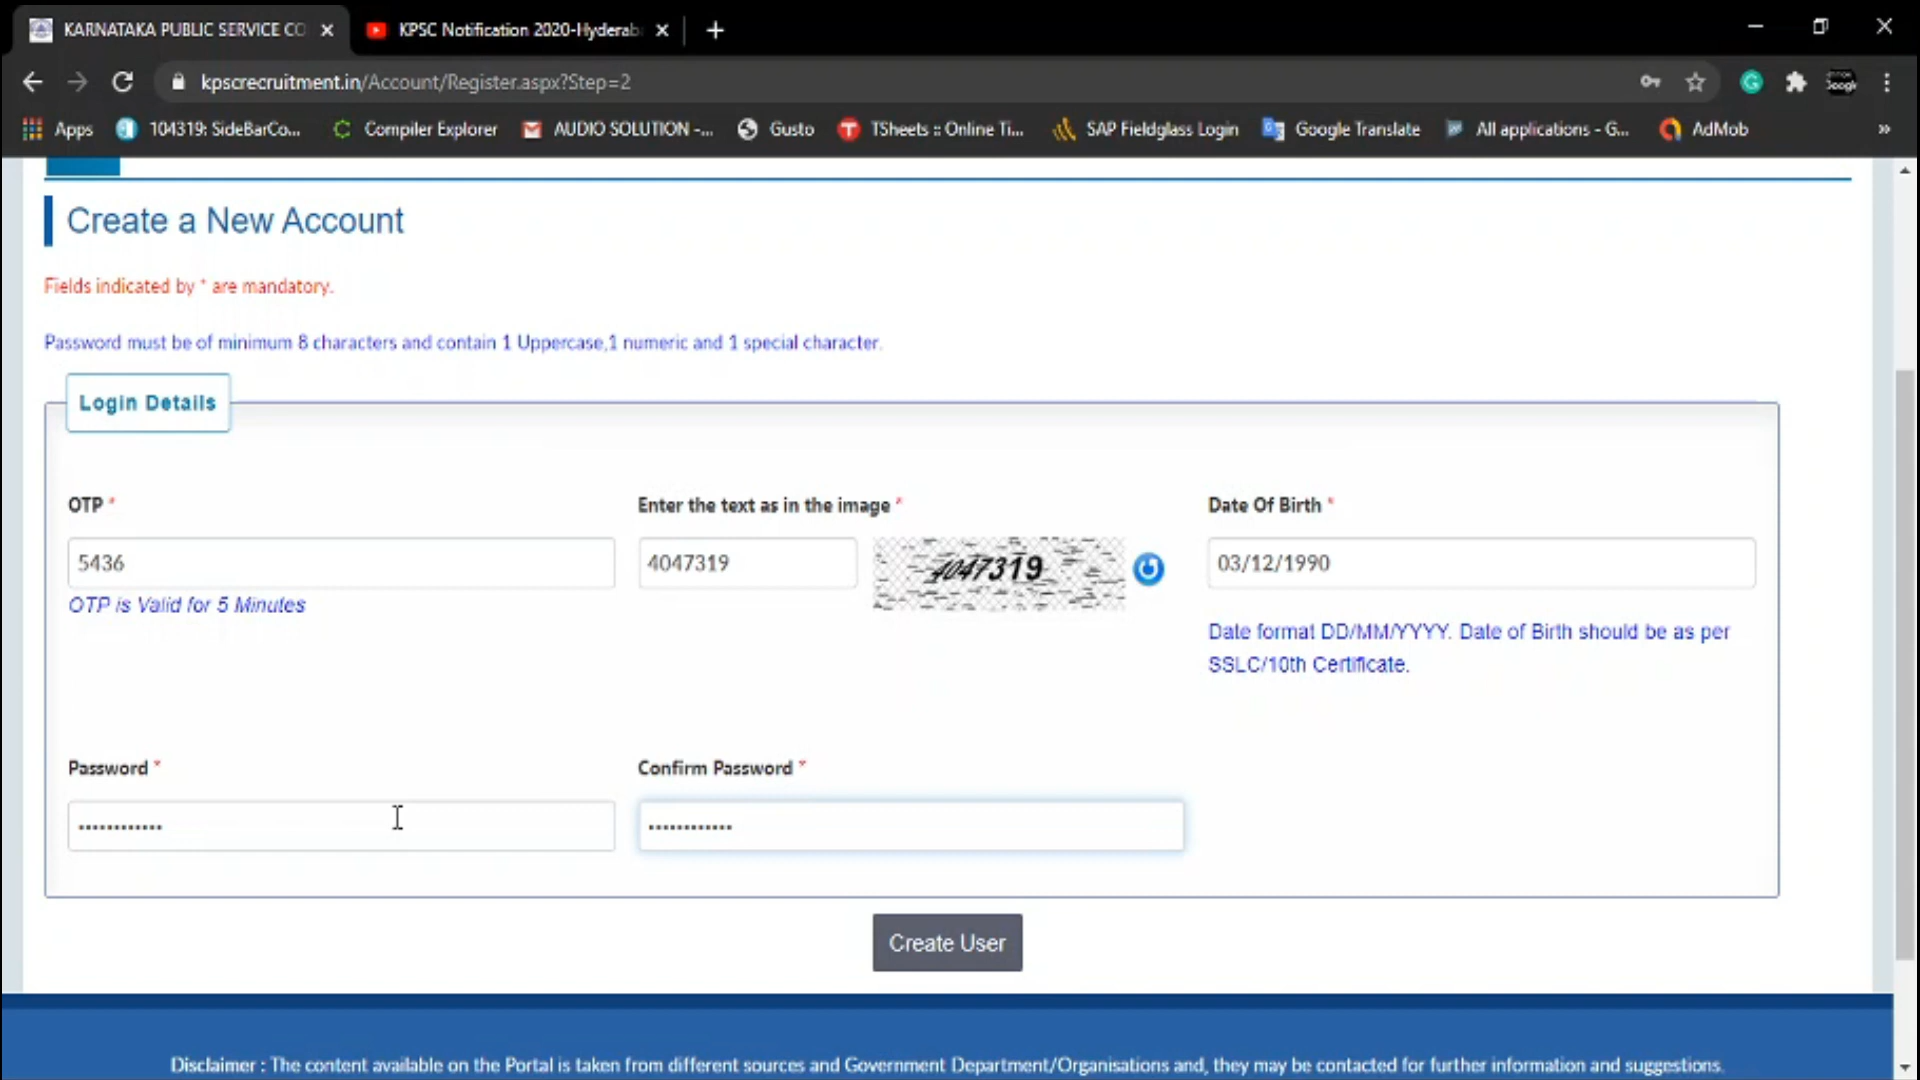 KARNATAKA PUBLIC SERVICE CO
KPSC Notification 2020-Hyderab
kpscrecruitment.in/Account/Register.aspx?Step=2
Apps 104319: SideBarCo... Compiler Explorer AUDIO SOLUTION -... Gusto TSheets :: Online Ti... SAP Fieldglass Login Google Translate All applications - G... AdMob »
Create a New Account
Fields indicated by * are mandatory.
Password must be of minimum 8 characters and contain 1 Uppercase,1 numeric and 1 special character.
Login Details
OTP * Enter the text as in the image * Date Of Birth *
5436 4047319 4047319 03/12/1990
OTP is Valid for 5 Minutes
Date format DD/MM/YYYY. Date of Birth should be as per
SSLC/10th Certificate.
Password * Confirm Password *
............ ............
Create User
Disclaimer : The content available on the Portal is taken from different sources and Government Department/Organisations and, they may be contacted for further information and suggestions.